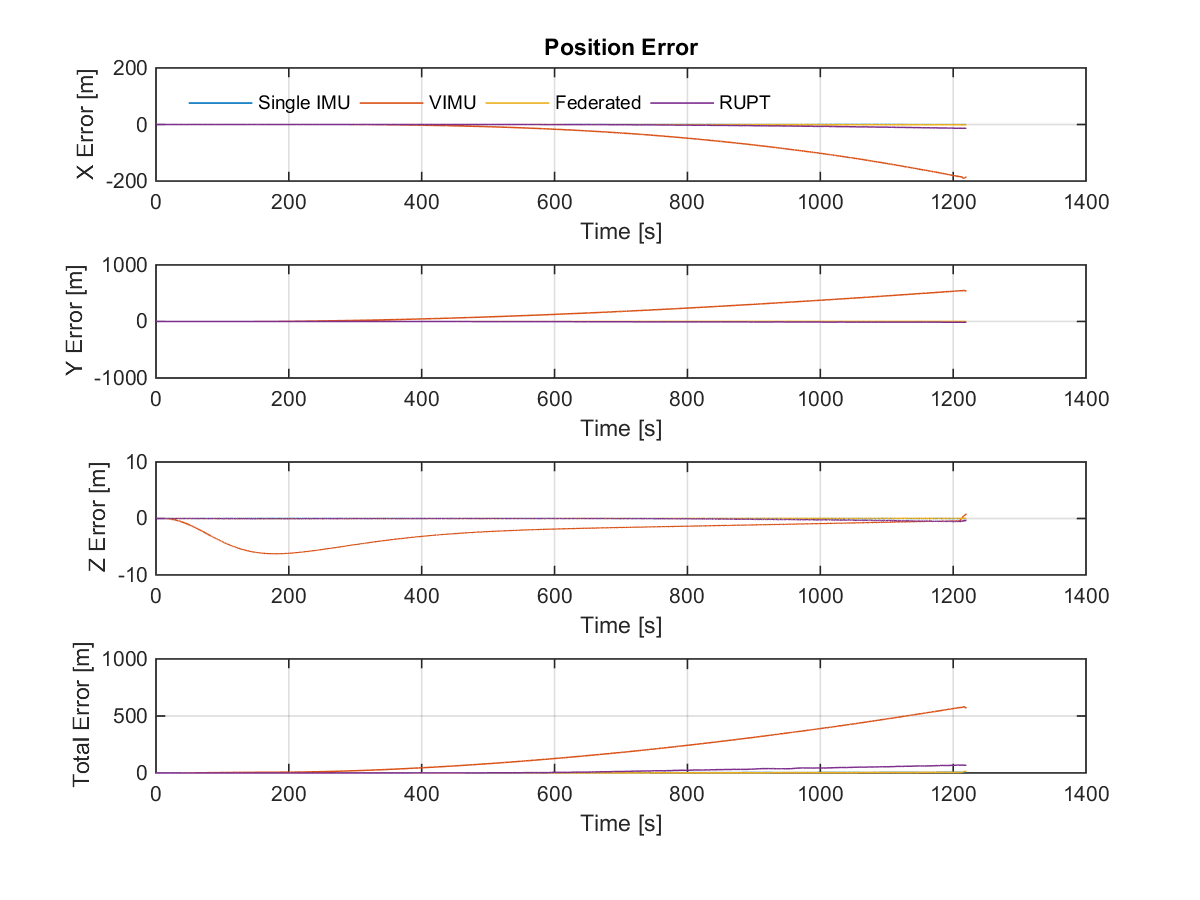 Position Error
200
0
-200
X Error [m]
Single IMU VIMU Federated RUPT
0 200 400 600 800 1000 1200 1400
Time [s]
1000
0
-1000
Y Error [m]
0 200 400 600 800 1000 1200 1400
Time [s]
10
0
-10
Z Error [m]
0 200 400 600 800 1000 1200 1400
Time [s]
1000
500
0
Total Error [m]
0 200 400 600 800 1000 1200 1400
Time [s]